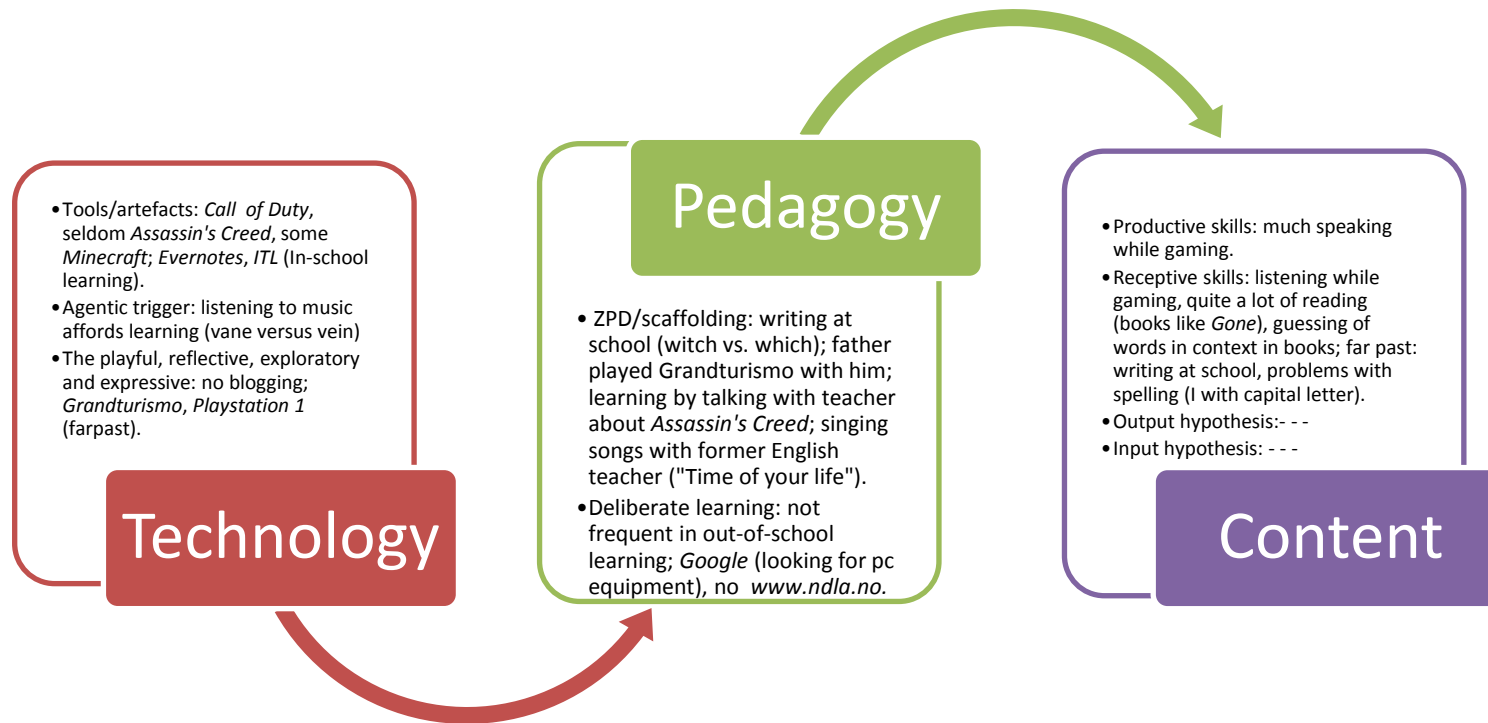 •Tools/artefacts: Call of Duty,
seldom Assassin's Creed, some
Minecraft; Evernotes, ITL (In-school
learning).
•Agentic trigger: listening to music
affords learning (vane versus vein)
•The playful, reflective, exploratory
and expressive: no blogging;
Grandturismo, Playstation 1
(farpast).
Technology
Pedagogy
• ZPD/scaffolding: writing at
school (witch vs. which); father
played Grandturismo with him;
learning by talking with teacher
about Assassin's Creed; singing
songs with former English
teacher ("Time of your life").
•Deliberate learning: not
frequent in out-of-school
learning; Google (looking for pc
equipment), no www.ndla.no.
•Productive skills: much speaking
while gaming.
•Receptive skills: listening while
gaming, quite a lot of reading
(books like Gone), guessing of
words in context in books; far past:
writing at school, problems with
spelling (I with capital letter).
•Output hypothesis:- - -
•Input hypothesis: - - -
Content